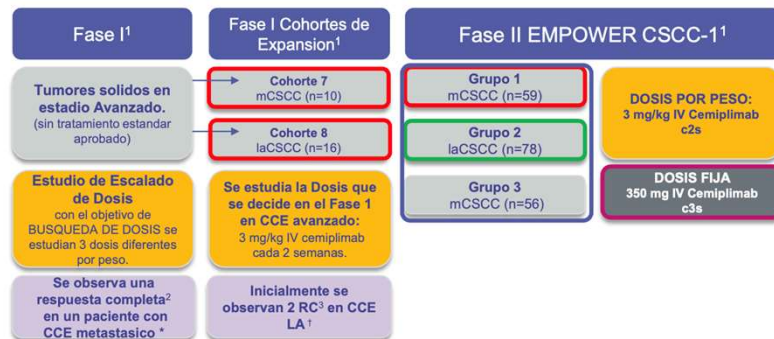 Fase I¹
Tumores solidos en
estadio Avanzado.
(sin tratamiento estandar
aprobado)
Estudio de Escalado
de Dosis
con el objetivo de
BUSQUEDA DE DOSIS se
estudian 3 dosis diferentes
por peso.
Se observa una
respuesta completa²
en un paciente con
CCE metastasico *
Fase I Cohortes de
Expansion¹
Cohorte 7
mCSCC (n=10)
Cohorte 8
laCSCC (n=16)
Se estudia la Dosis que
se decide en el Fase 1
en CCE avanzado:
3 mg/kg IV cemiplimab
cada 2 semanas.
Inicialmente se
observan 2 RC³ en CCE
LA †
Fase II EMPOWER CSCC-1¹
Grupo 1
mCSCC (n=59)
Grupo 2
laCSCC (n=78)
Grupo 3
mCSCC (n=56)
DOSIS POR PESO:
3 mg/kg IV Cemiplimab
c2s
DOSIS FIJA
350 mg IV Cemiplimab
c3s